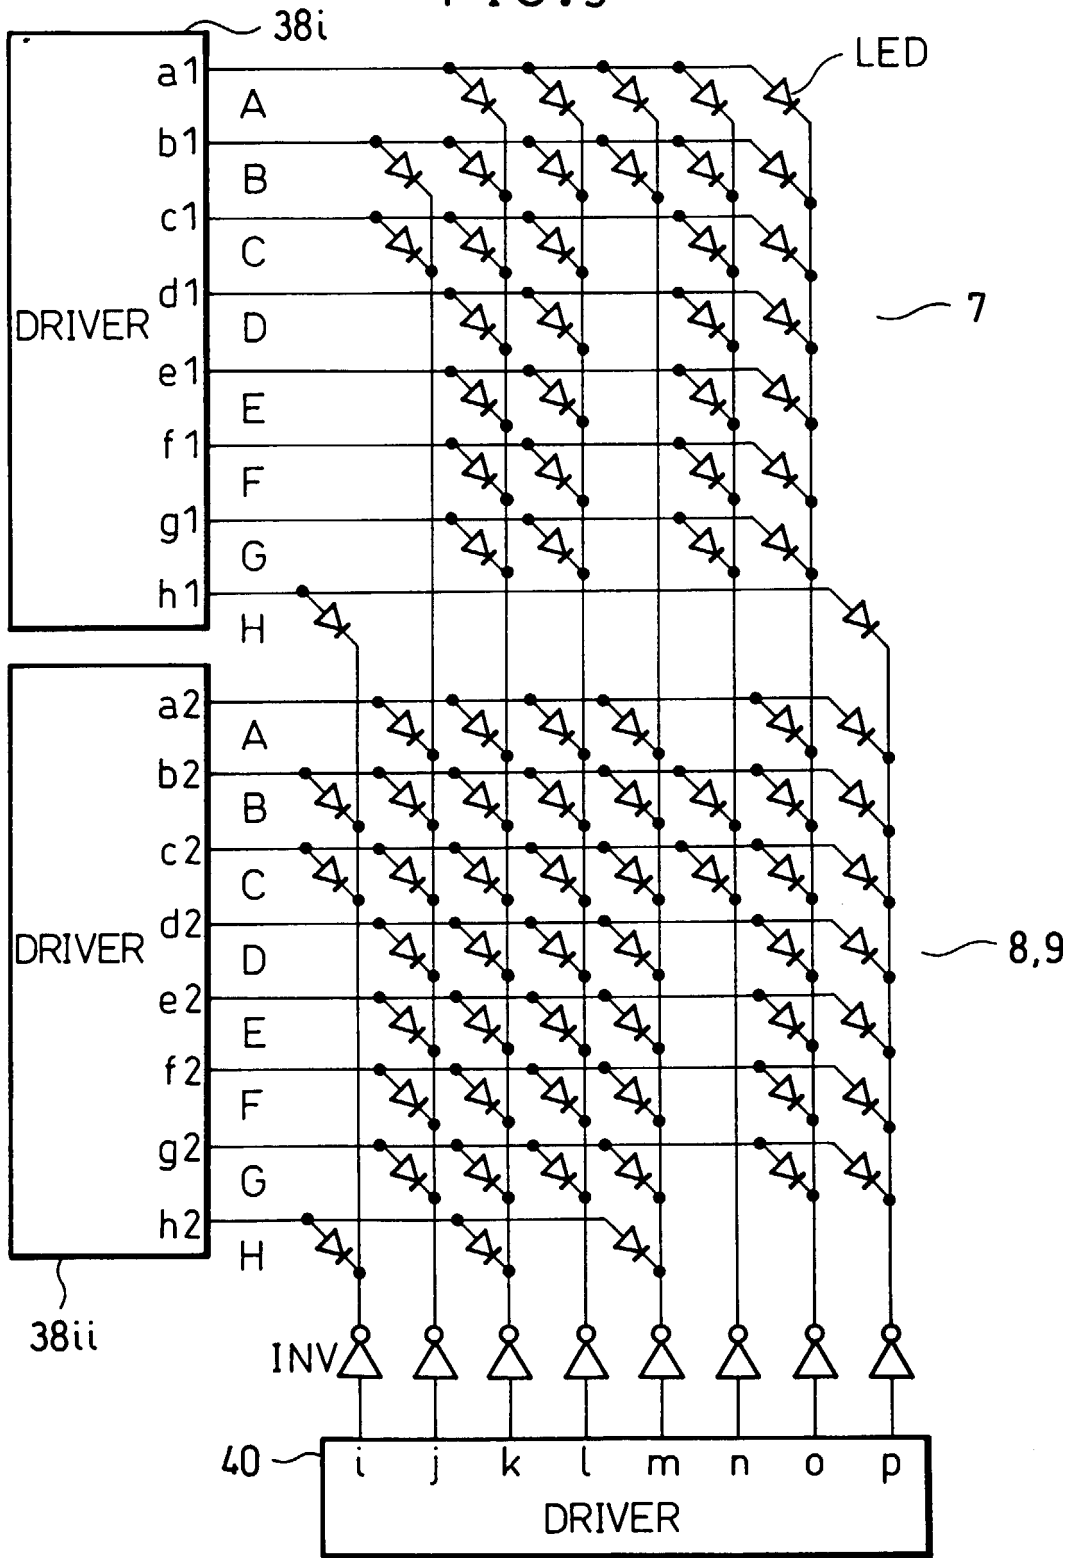 38i
a1
A
LED
b1
B
c1
C
d1
DRIVER
D
7
e1
E
f1
F
g1
G
h1
H
a2
A
b2
B
c2
C
d2
DRIVER
D
8,9
e2
E
f2
F
g2
G
h2
H
38ii
INV
40
i j k l m n o p
DRIVER